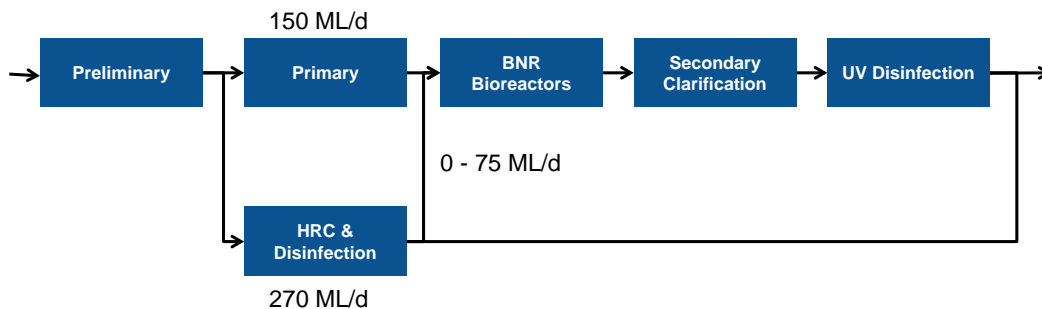 150 ML/d
Preliminary
Primary
BNR
Bioreactors
Secondary
Clarification
UV Disinfection
0 - 75 ML/d
HRC &
Disinfection
270 ML/d